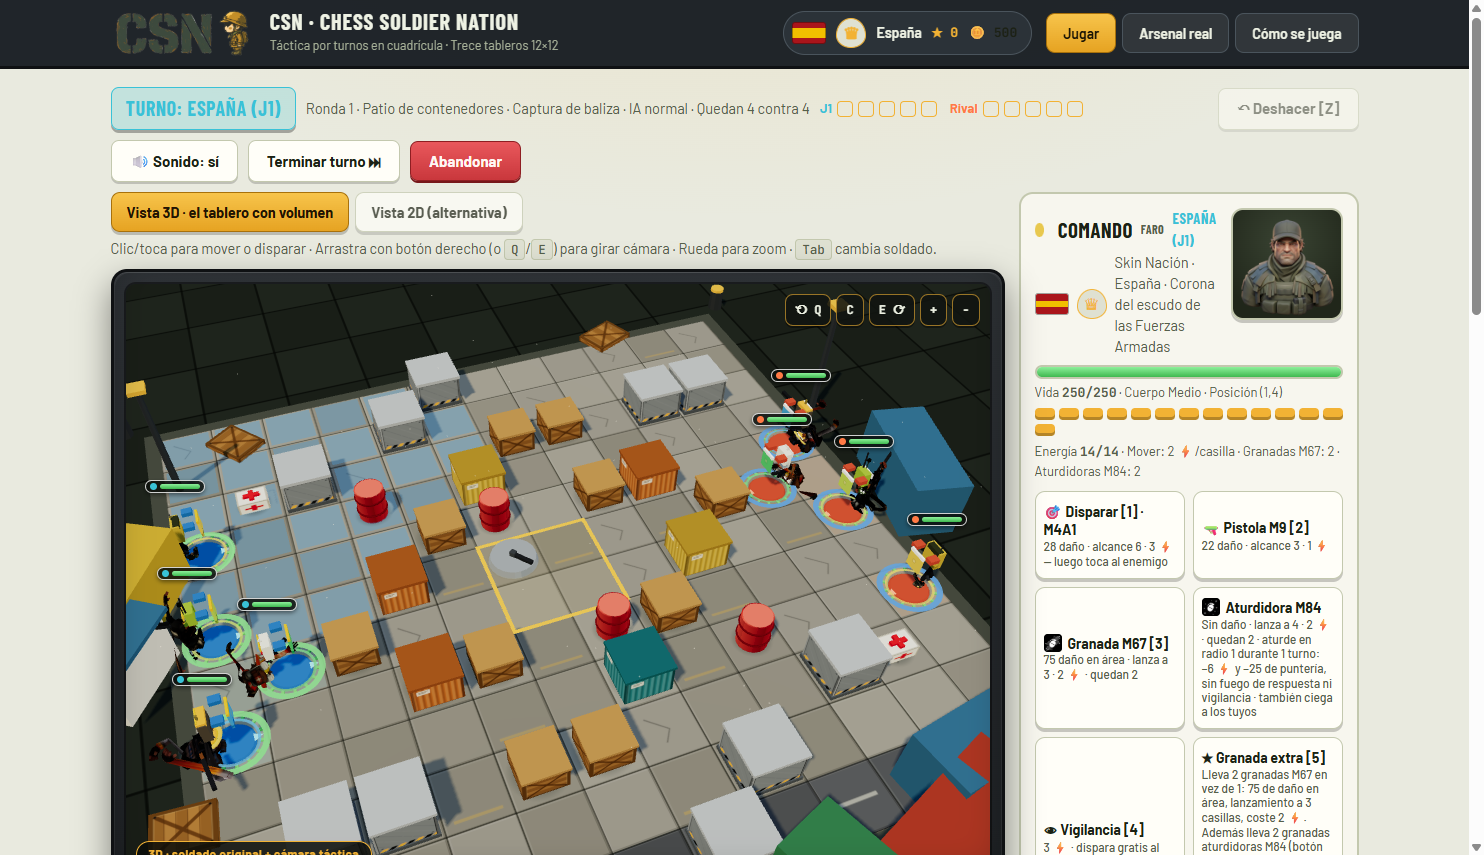 CSN
CSN · CHESS SOLDIER NATION
Táctica por turnos en cuadrícula · Trece tableros 12×12
España ★ 0 500
Jugar
Arsenal real
Cómo se juega
TURNO: ESPAÑA (J1)
Ronda 1 · Patio de contenedores · Captura de baliza · IA normal · Quedan 4 contra 4
J1
Rival
Deshacer [Z]
Sonido: sí
Terminar turno
Abandonar
Vista 3D · el tablero con volumen
Vista 2D (alternativa)
Clic/toca para mover o disparar · Arrastra con botón derecho (o Q / E ) para girar cámara · Rueda para zoom · Tab cambia soldado.
Q
C
E
+
-
3D · soldado original + cámara táctica
COMANDO FARO
ESPAÑA
(J1)
Skin Nación ·
España · Corona
del escudo de
las Fuerzas
Armadas
Vida 250/250 · Cuerpo Medio · Posición (1,4)
Energía 14/14 · Mover: 2 ⚡/casilla · Granadas M67: 2 ·
Aturdidoras M84: 2
Disparar [1] ·
M4A1
28 daño · alcance 6 · 3 ⚡
— luego toca al enemigo
Pistola M9 [2]
22 daño · alcance 3 · 1 ⚡
Granada M67 [3]
75 daño en área · lanza a
3 · 2 ⚡ · quedan 2
Aturdidora M84
Sin daño · lanza a 4 · 2 ⚡
· quedan 2 · aturde en
radio 1 durante 1 turno:
−6 ⚡ y −25 de puntería,
sin fuego de respuesta ni
vigilancia · también ciega
a los tuyos
Vigilancia [4]
3 ⚡ · dispara gratis al
★ Granada extra [5]
Lleva 2 granadas M67 en
vez de 1: 75 de daño en
área, lanzamiento a 3
casillas, coste 2 ⚡.
Además lleva 2 granadas
aturdidoras M84 (botón